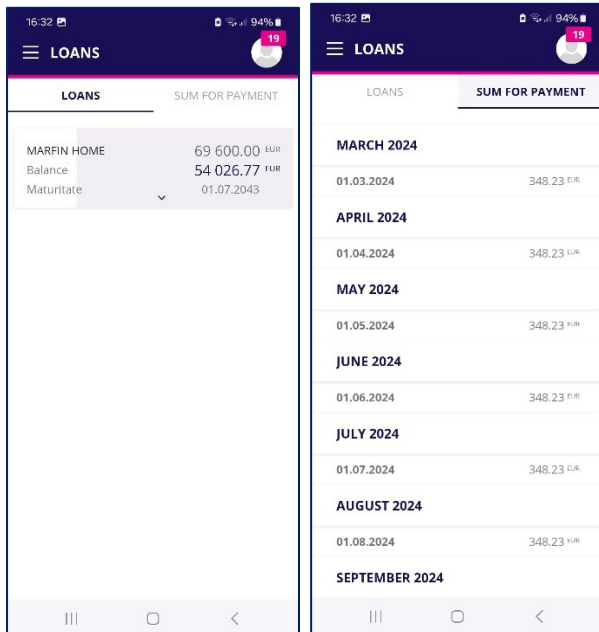 16:32 94%
19
LOANS
LOANS SUM FOR PAYMENT
MARFIN HOME 69 600.00 EUR
Balance 54 026.77 EUR
Maturitate 01.07.2043
16:32 94%
19
LOANS
LOANS SUM FOR PAYMENT
MARCH 2024
01.03.2024 348.23 EUR
APRIL 2024
01.04.2024 348.23 EUR
MAY 2024
01.05.2024 348.23 EUR
JUNE 2024
01.06.2024 348.23 EUR
JULY 2024
01.07.2024 348.23 EUR
AUGUST 2024
01.08.2024 348.23 EUR
SEPTEMBER 2024